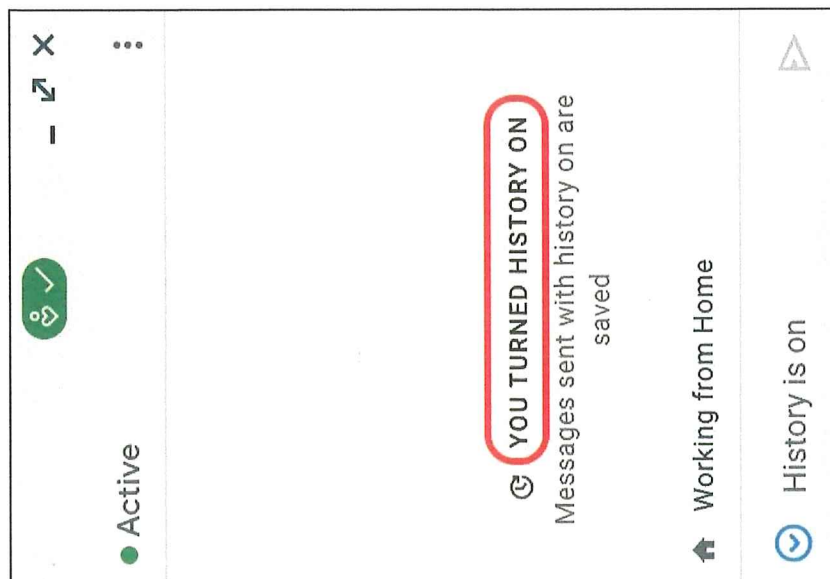 Active
YOU TURNED HISTORY ON
Messages sent with history on are
saved
Working from Home
History is on